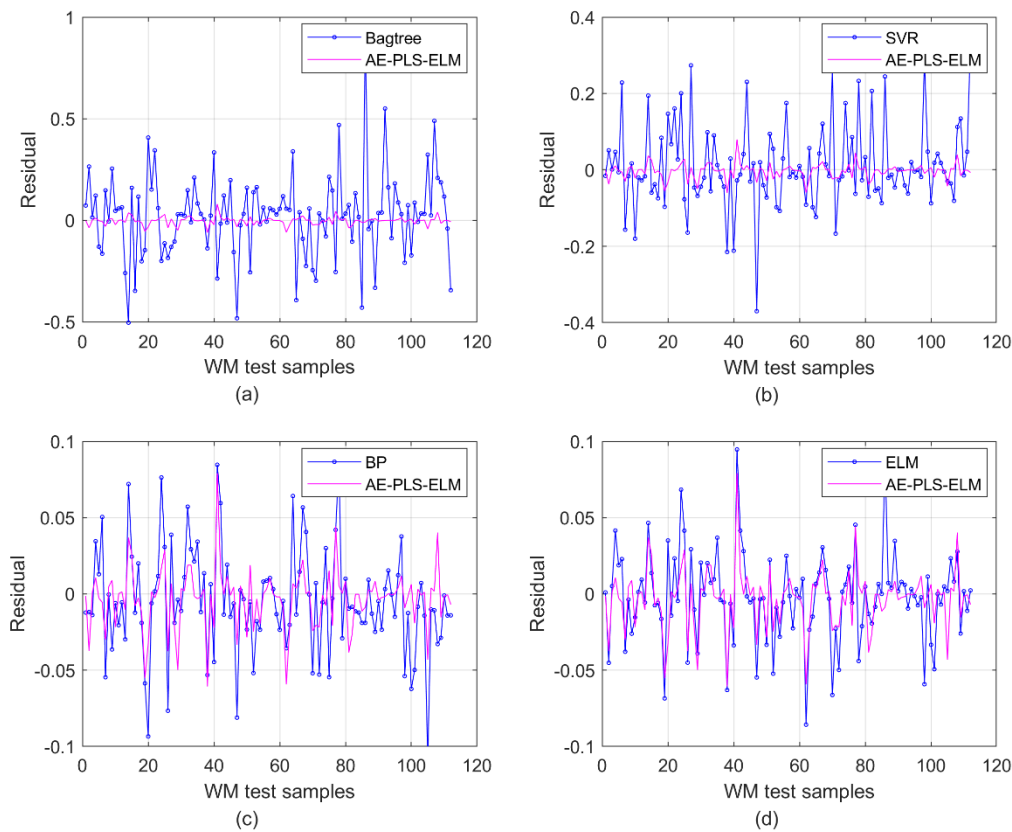 1
0.5
0
-0.5
Residual
Bagtree
AE-PLS-ELM
0 20 40 60 80 100 120
WM test samples
(a)
0.4
0.2
0
-0.2
-0.4
Residual
SVR
AE-PLS-ELM
0 20 40 60 80 100 120
WM test samples
(b)
0.1
0.05
0
-0.05
-0.1
Residual
BP
AE-PLS-ELM
0 20 40 60 80 100 120
WM test samples
(c)
0.1
0.05
0
-0.05
-0.1
Residual
ELM
AE-PLS-ELM
0 20 40 60 80 100 120
WM test samples
(d)